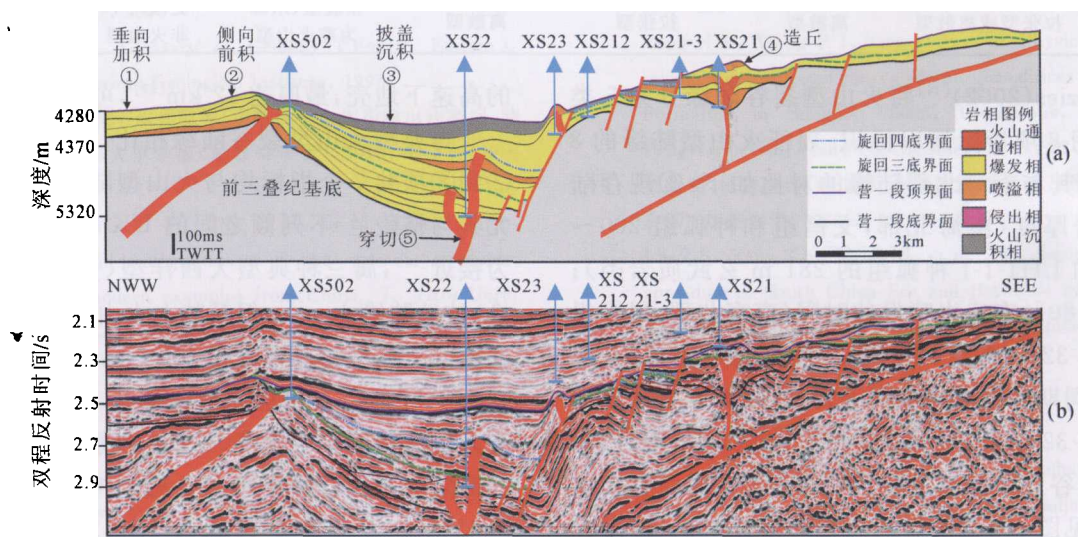 垂向
加积
①
侧向
前积
②
XS502
披盖
沉积
③
XS22
XS23
XS212
XS21-3
XS21
④造丘
4280
4370
5320
深度/m
前三叠纪基底
穿切⑤
100ms
TWTT
旋回四底界面
旋回三底界面
营一段顶界面
营一段底界面
0 1 2 3km
岩相图例
火山通
道相
爆发相
喷溢相
侵出相
火山沉
积相
(a)
NWW
XS502
XS22
XS23
XS
212
XS
21-3
XS21
SEE
2.1
2.3
2.5
2.7
2.9
双程反射时间/s
(b)